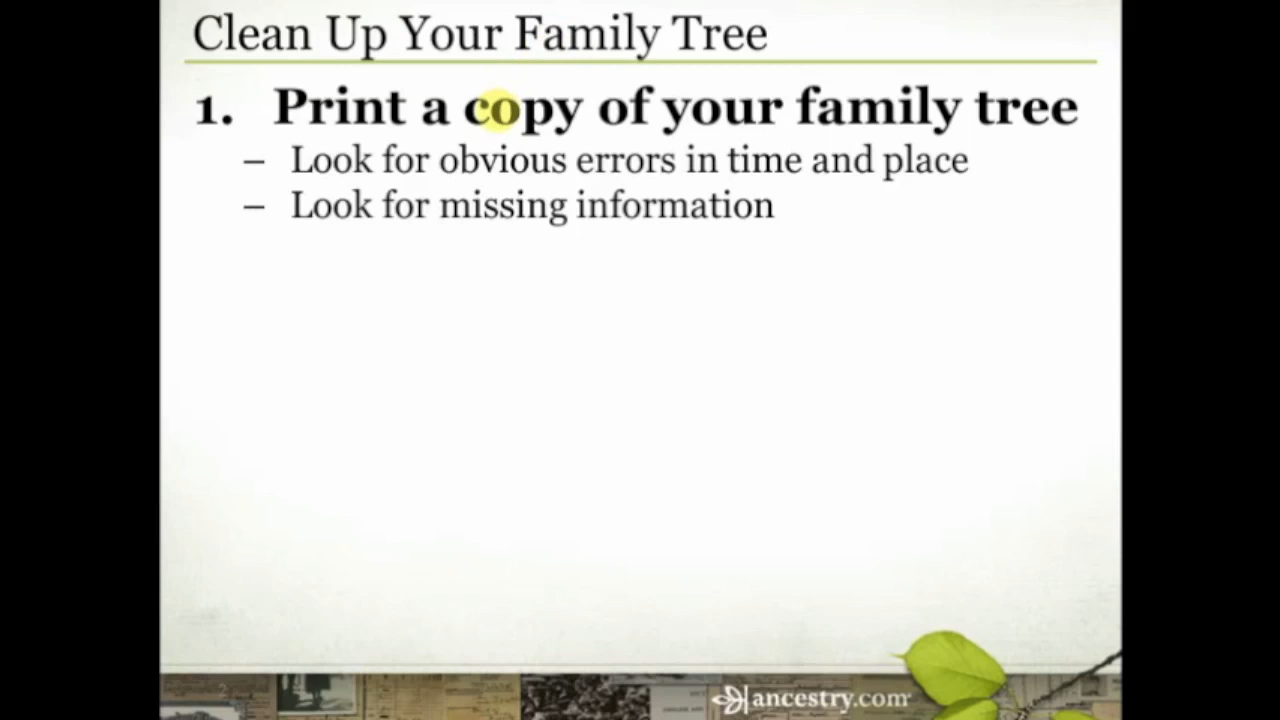 Clean Up Your Family Tree
1. Print a copy of your family tree
– Look for obvious errors in time and place
– Look for missing information
ancestry.com